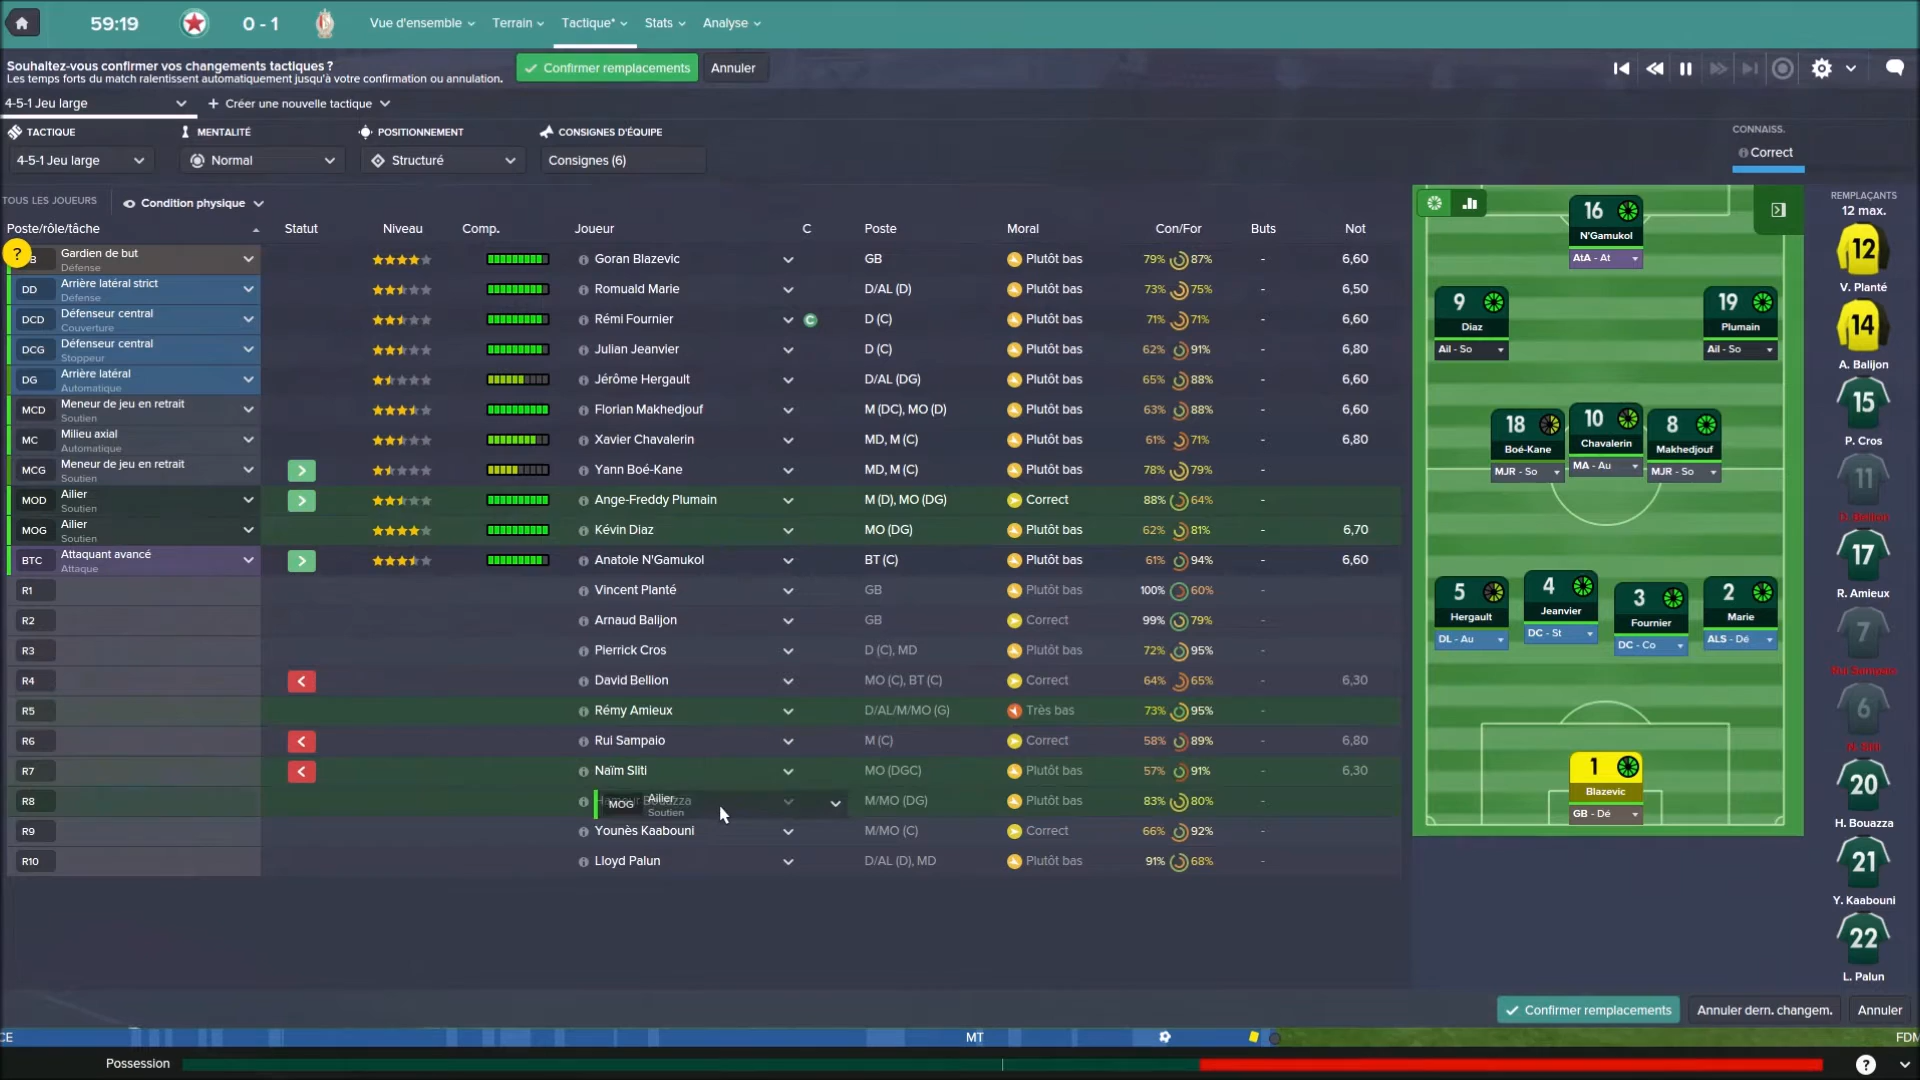 59:19
0 - 1
Vue d'ensemble
Terrain
Tactique*
Stats
Analyse
Souhaitez-vous confirmer vos changements tactiques ?
Les temps forts du match ralentissent automatiquement jusqu'à votre confirmation ou annulation.
Confirmer remplacements
Annuler
4-5-1 Jeu large
Créer une nouvelle tactique
TACTIQUE
MENTALITÉ
POSITIONNEMENT
CONSIGNES D'ÉQUIPE
4-5-1 Jeu large
Normal
Structuré
Consignes (6)
CONNAISS.
Correct
TOUS LES JOUEURS
Condition physique
Poste/rôle/tâche Statut Niveau Comp. Joueur C Poste Moral Con/For Buts Not
? B Gardien de but Défense Goran Blazevic GB Plutôt bas 79% 87% - 6,60
DD Arrière latéral strict Défense Romuald Marie D/AL (D) Plutôt bas 73% 75% - 6,50
DCD Défenseur central Couverture Rémi Fournier C D (C) Plutôt bas 71% 71% - 6,60
DCG Défenseur central Stoppeur Julian Jeanvier D (C) Plutôt bas 62% 91% - 6,80
DG Arrière latéral Automatique Jérôme Hergault D/AL (DG) Plutôt bas 65% 88% - 6,60
MCD Meneur de jeu en retrait Soutien Florian Makhedjouf M (DC), MO (D) Plutôt bas 63% 88% - 6,60
MC Milieu axial Automatique Xavier Chavalerin MD, M (C) Plutôt bas 61% 71% - 6,80
MCG Meneur de jeu en retrait Soutien Yann Boé-Kane MD, M (C) Plutôt bas 78% 79% -
MOD Ailier Soutien Ange-Freddy Plumain M (D), MO (DG) Correct 88% 64% -
MOG Ailier Soutien Kévin Diaz MO (DG) Plutôt bas 62% 81% - 6,70
BTC Attaquant avancé Attaque Anatole N'Gamukol BT (C) Plutôt bas 61% 94% - 6,60
R1 Vincent Planté GB Plutôt bas 100% 60% -
R2 Arnaud Balijon GB Correct 99% 79% -
R3 Pierrick Cros D (C), MD Plutôt bas 72% 95% -
R4 David Bellion MO (C), BT (C) Correct 64% 65% - 6,30
R5 Rémy Amieux D/AL/M/MO (G) Très bas 73% 95% -
R6 Rui Sampaio M (C) Correct 58% 89% - 6,80
R7 Naïm Sliti MO (DGC) Plutôt bas 57% 91% - 6,30
R8 MOG Ailier Soutien M/MO (DG) Plutôt bas 83% 80% -
R9 Younès Kaabouni M/MO (C) Correct 66% 92% -
R10 Lloyd Palun D/AL (D), MD Plutôt bas 91% 68% -
16
N'Gamukol
AtA - At
9
Diaz
Ail - So
19
Plumain
Ail - So
18
Boé-Kane
MJR - So
10
Chavalerin
MA - Au
8
Makhedjouf
MJR - So
5
Hergault
DL - Au
4
Jeanvier
DC - St
3
Fournier
DC - Co
2
Marie
ALS - Dé
1
Blazevic
GB - Dé
REMPLAÇANTS
12 max.
12
V. Planté
14
A. Balijon
15
P. Cros
11
D. Bellion
17
R. Amieux
7
Rui Sampaio
6
N. Sliti
20
H. Bouazza
21
Y. Kaabouni
22
L. Palun
Confirmer remplacements
Annuler dern. changem.
Annuler
CE
MT
FDM
Possession
?